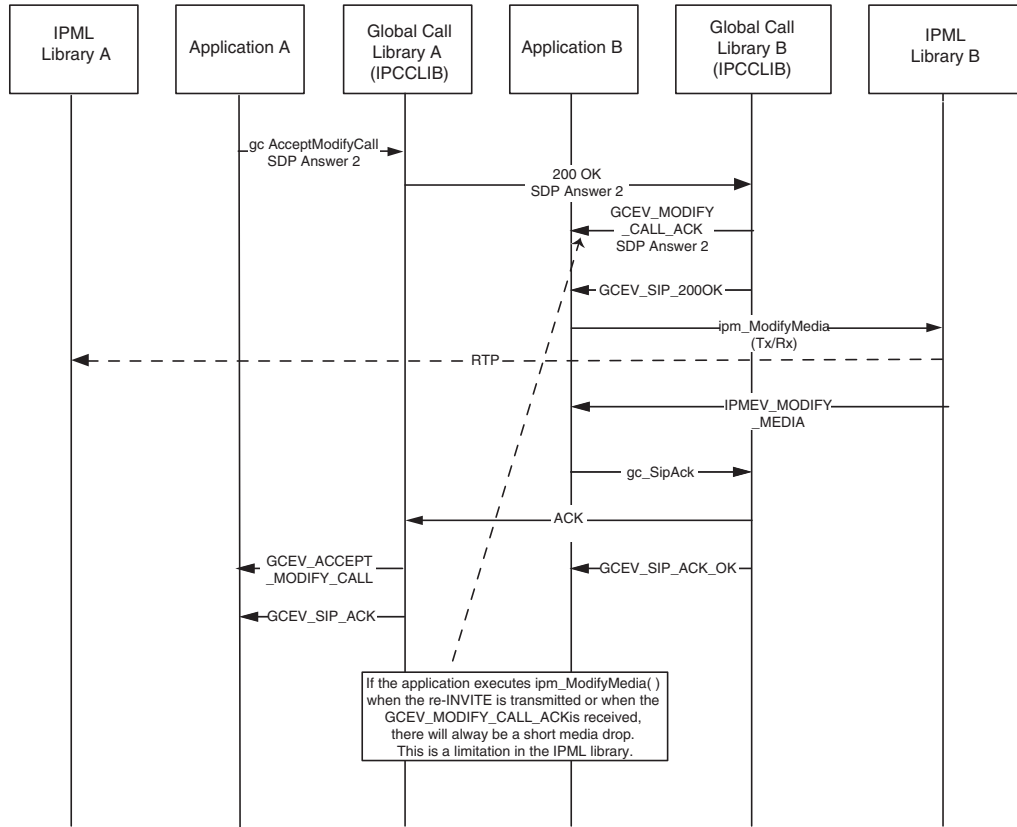 IPML
Library A
Application A
Global Call
Library A
(IPCCLIB)
Application B
Global Call
Library B
(IPCCLIB)
IPML
Library B
gc AcceptModifyCall
SDP Answer 2
200 OK
SDP Answer 2
GCEV_MODIFY
_CALL_ACK
SDP Answer 2
GCEV_SIP_200OK
ipm_ModifyMedia
(Tx/Rx)
RTP
IPMEV_MODIFY
_MEDIA
gc_SipAck
ACK
GCEV_ACCEPT
_MODIFY_CALL
GCEV_SIP_ACK_OK
GCEV_SIP_ACK
If the application executes ipm_ModifyMedia( )
when the re-INVITE is transmitted or when the
GCEV_MODIFY_CALL_ACKis received,
there will alway be a short media drop.
This is a limitation in the IPML library.